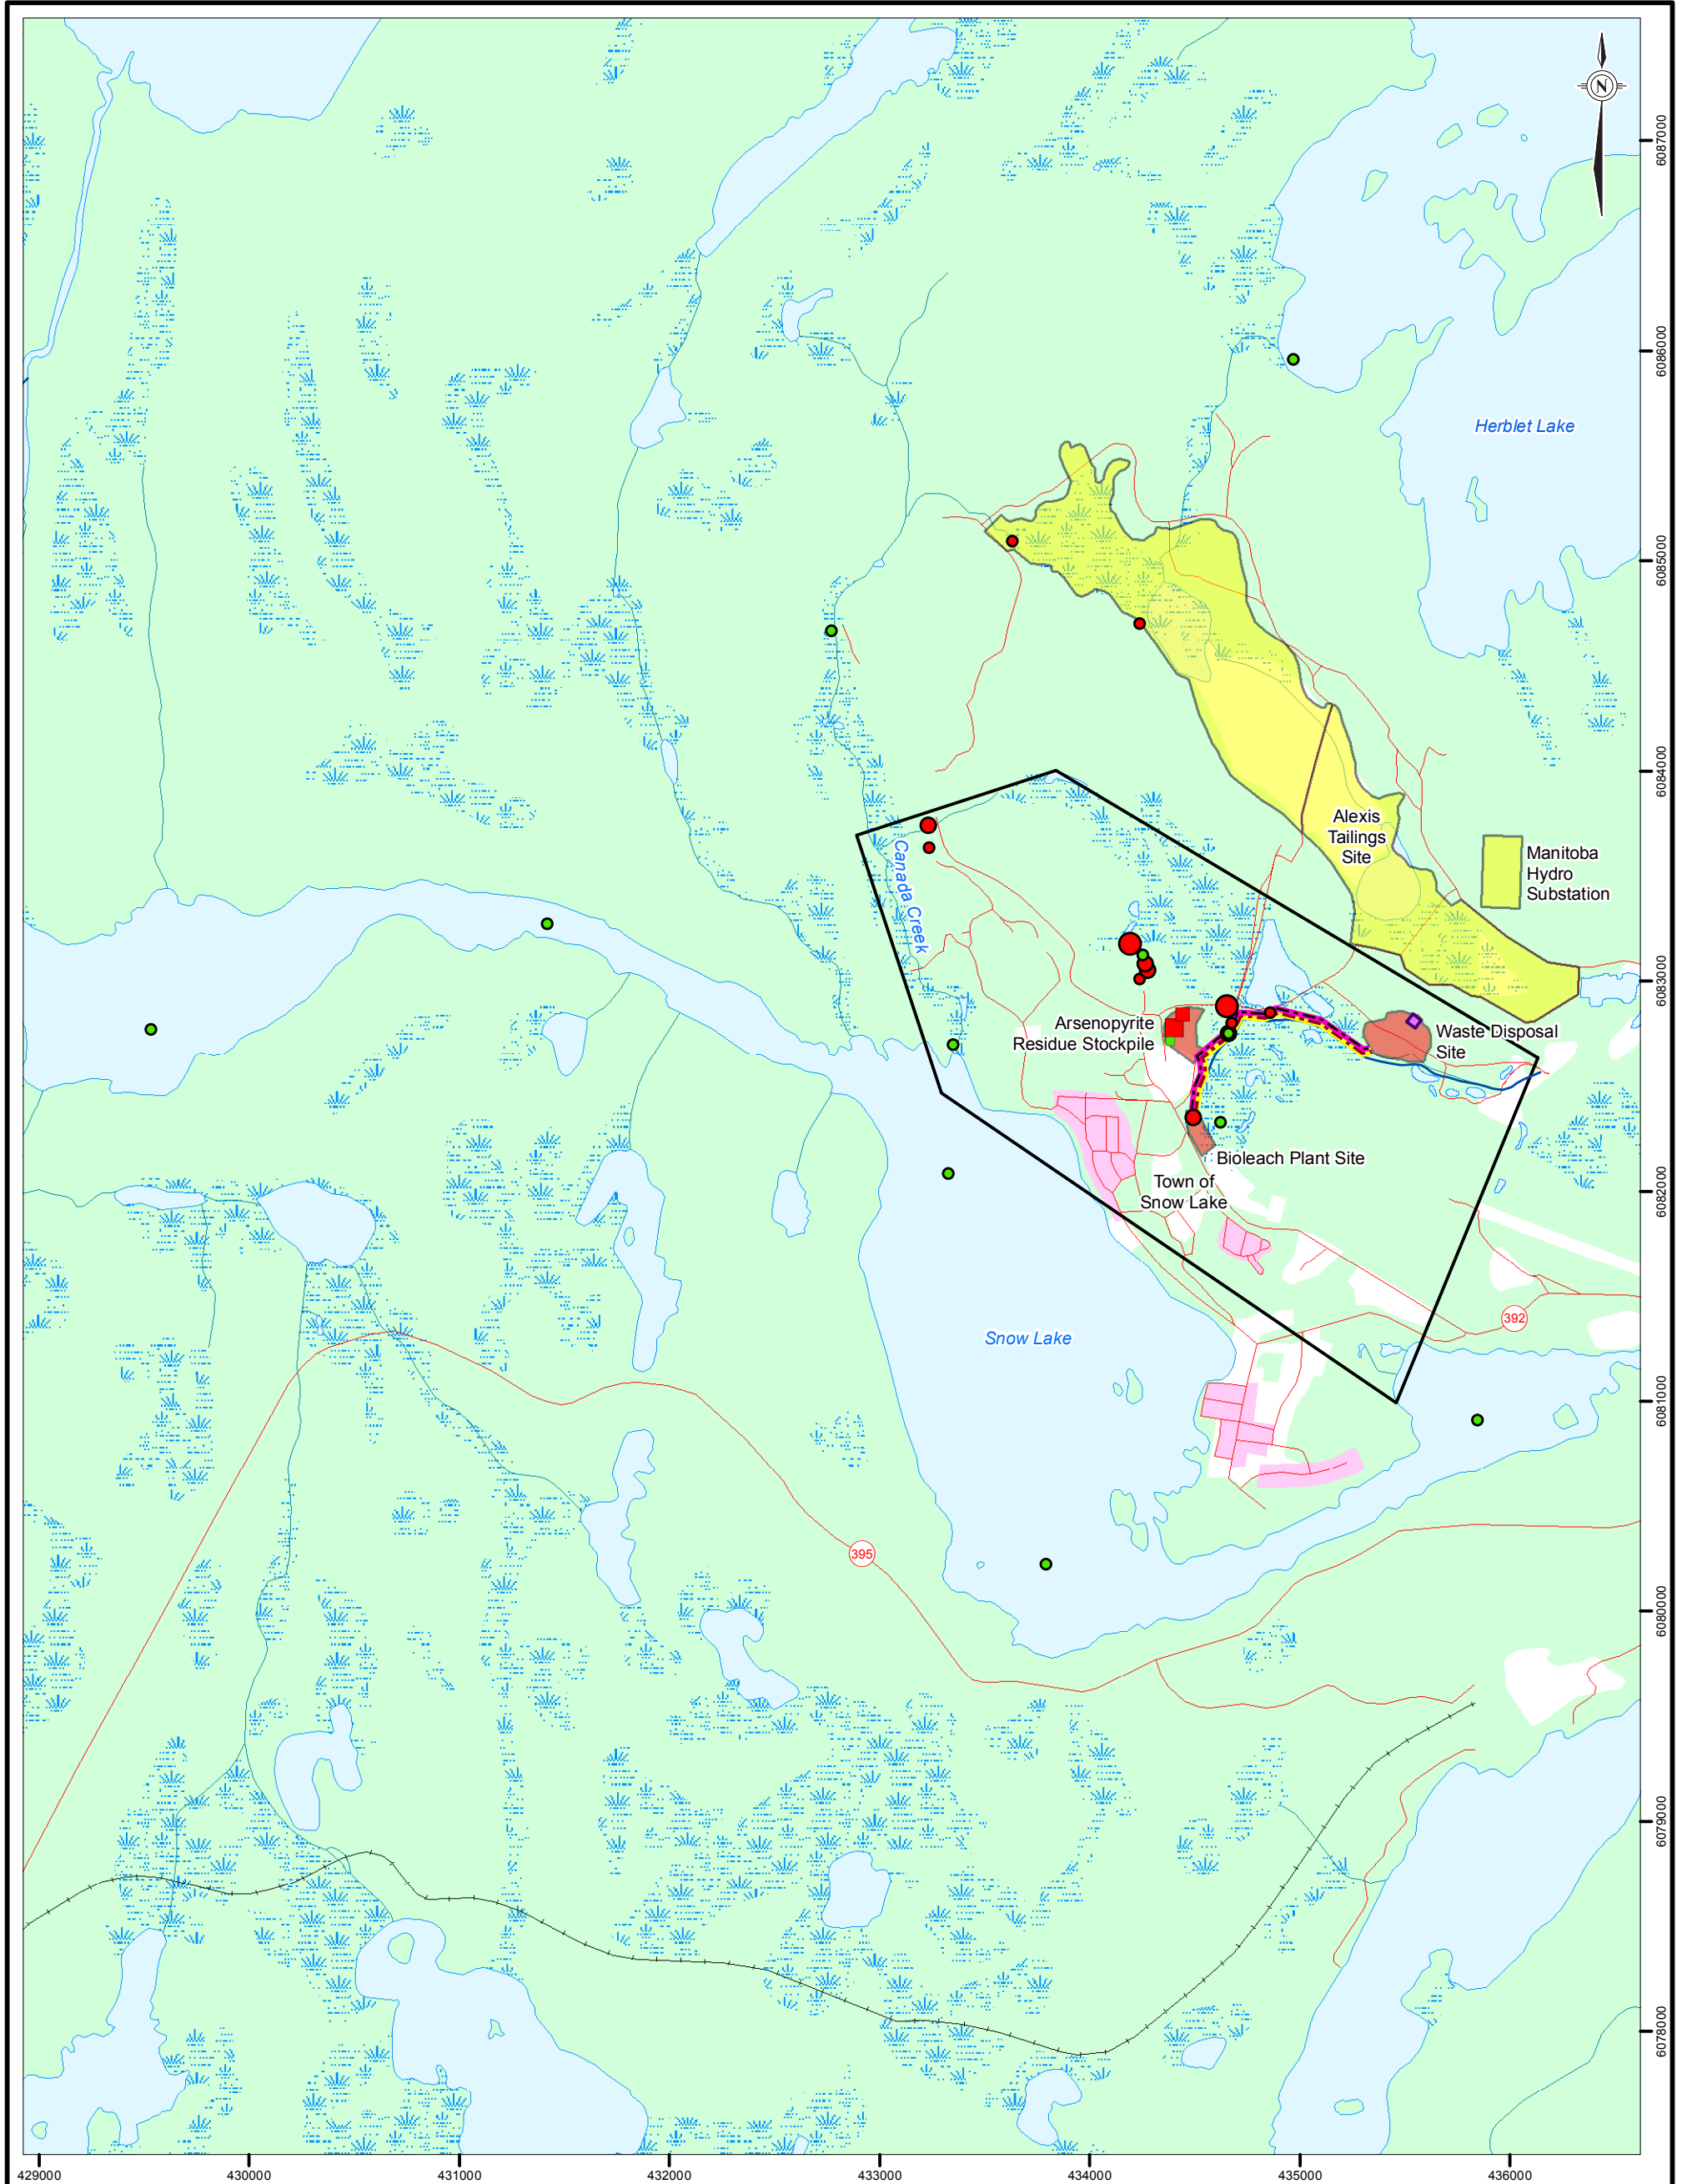 N
6087000
6086000
Herblet Lake
6085000
6084000
Alexis
Tailings
Site
Manitoba
Hydro
Substation
Canada Creek
6083000
Arsenopyrite
Residue Stockpile
Waste Disposal
Site
Bioleach Plant Site
Town of
Snow Lake
6082000
392
Snow Lake
6081000
395
6080000
6079000
6078000
429000
430000
431000
432000
433000
434000
435000
436000